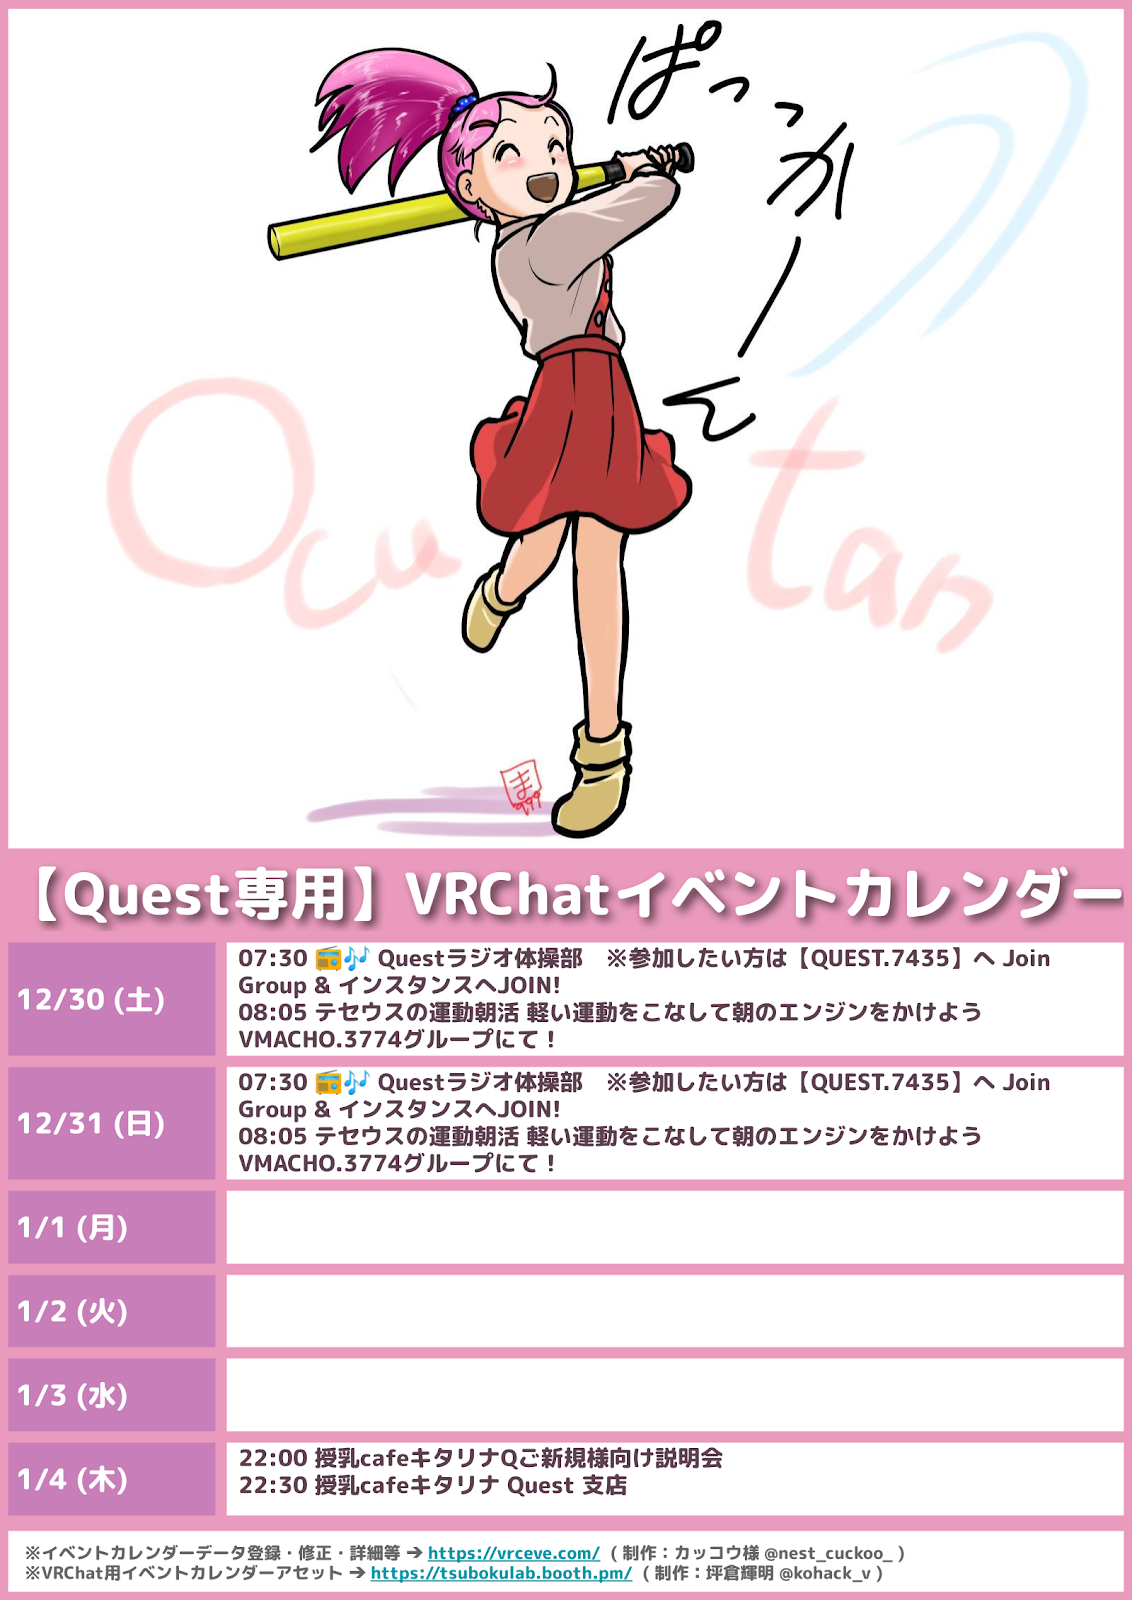 ぱっっかーん
Ocu tan
ま
999
【Quest専用】VRChatイベントカレンダー
12/30 (土)
07:30 📻🎶 Questラジオ体操部　※参加したい方は【QUEST.7435】へ Join
Group & インスタンスへJOIN!
08:05 テセウスの運動朝活 軽い運動をこなして朝のエンジンをかけよう
VMACHO.3774グループにて！
12/31 (日)
07:30 📻🎶 Questラジオ体操部　※参加したい方は【QUEST.7435】へ Join
Group & インスタンスへJOIN!
08:05 テセウスの運動朝活 軽い運動をこなして朝のエンジンをかけよう
VMACHO.3774グループにて！
1/1 (月)
1/2 (火)
1/3 (水)
1/4 (木)
22:00 授乳cafeキタリナQご新規様向け説明会
22:30 授乳cafeキタリナ Quest 支店
※イベントカレンダーデータ登録・修正・詳細等 ➔ https://vrceve.com/ （制作：カッコウ様 @nest_cuckoo_ ）
※VRChat用イベントカレンダーアセット ➔ https://tsubokulab.booth.pm/ （制作：坪倉輝明 @kohack_v ）